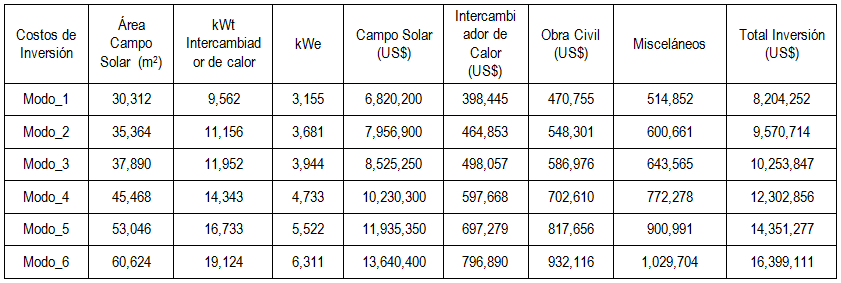 Costos de Inversión | Área Campo Solar (m²) | kWt Intercambiad or de calor | kWe | Campo Solar (US$) | Intercambi ador de Calor (US$) | Obra Civil (US$) | Misceláneos | Total Inversión (US$)
Modo_1 | 30,312 | 9,562 | 3,155 | 6,820,200 | 398,445 | 470,755 | 514,852 | 8,204,252
Modo_2 | 35,364 | 11,156 | 3,681 | 7,956,900 | 464,853 | 548,301 | 600,661 | 9,570,714
Modo_3 | 37,890 | 11,952 | 3,944 | 8,525,250 | 498,057 | 586,976 | 643,565 | 10,253,847
Modo_4 | 45,468 | 14,343 | 4,733 | 10,230,300 | 597,668 | 702,610 | 772,278 | 12,302,856
Modo_5 | 53,046 | 16,733 | 5,522 | 11,935,350 | 697,279 | 817,656 | 900,991 | 14,351,277
Modo_6 | 60,624 | 19,124 | 6,311 | 13,640,400 | 796,890 | 932,116 | 1,029,704 | 16,399,111